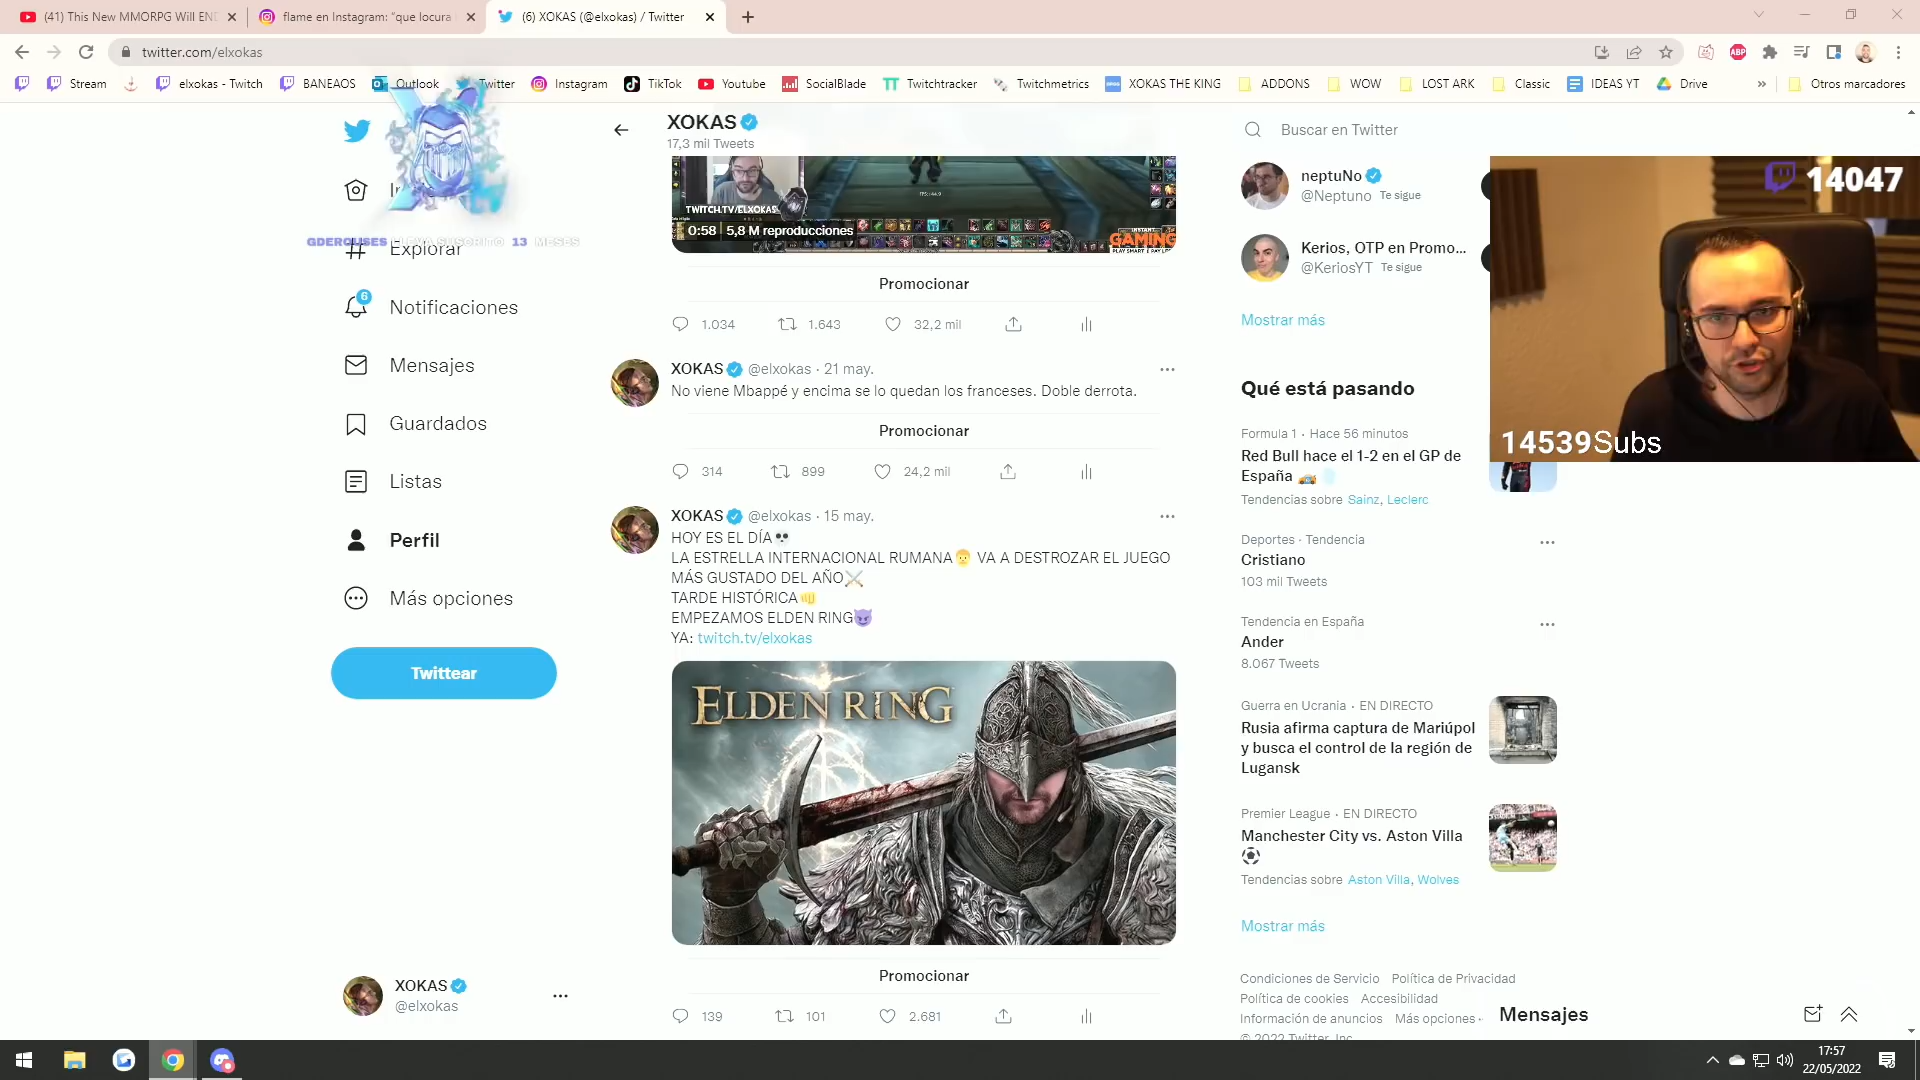 (41) This New MMORPG Will END
flame en Instagram: "que locura
(6) XOKAS (@elxokas) / Twitter
twitter.com/elxokas
ABP
Stream
elxokas - Twitch
BANEAOS
Outlook
Twitter
Instagram
TikTok
Youtube
SocialBlade
Twitchtracker
Twitchmetrics
XOKAS THE KING
ADDONS
WOW
LOST ARK
Classic
IDEAS YT
Drive
»
Otros marcadores
GDERQUSES NUEVA SUSCRITO 13 MESES
Explorar
6
Notificaciones
Mensajes
Guardados
Listas
Perfil
Más opciones
Twittear
XOKAS
@elxokas
XOKAS
17,3 mil Tweets
TWITCH.TV/ELXOKAS
0:58 5,8 M reproducciones
INSTANT
GAMING
Promocionar
1.034 1.643 32,2 mil
XOKAS @elxokas · 21 may.
No viene Mbappé y encima se lo quedan los franceses. Doble derrota.
Promocionar
314 899 24,2 mil
XOKAS @elxokas · 15 may.
HOY ES EL DÍA💀
LA ESTRELLA INTERNACIONAL RUMANA👨 VA A DESTROZAR EL JUEGO
MÁS GUSTADO DEL AÑO⚔️
TARDE HISTÓRICA👊
EMPEZAMOS ELDEN RING😈
YA: twitch.tv/elxokas
ELDEN RING
Promocionar
139 101 2.681
Buscar en Twitter
neptuNo
@Neptuno Te sigue
Kerios, OTP en Promo...
@KeriosYT Te sigue
Mostrar más
14047
14539Subs
Qué está pasando
Formula 1 · Hace 56 minutos
Red Bull hace el 1-2 en el GP de
España
Tendencias sobre Sainz, Leclerc
Deportes · Tendencia
Cristiano
103 mil Tweets
Tendencia en España
Ander
8.067 Tweets
Guerra en Ucrania · EN DIRECTO
Rusia afirma captura de Mariúpol
y busca el control de la región de
Lugansk
Premier League · EN DIRECTO
Manchester City vs. Aston Villa
⚽
Tendencias sobre Aston Villa, Wolves
Mostrar más
Condiciones de Servicio Política de Privacidad
Política de cookies Accesibilidad
Información de anuncios Más opciones
© 2022 Twitter, Inc.
Mensajes
17:57
22/05/2022